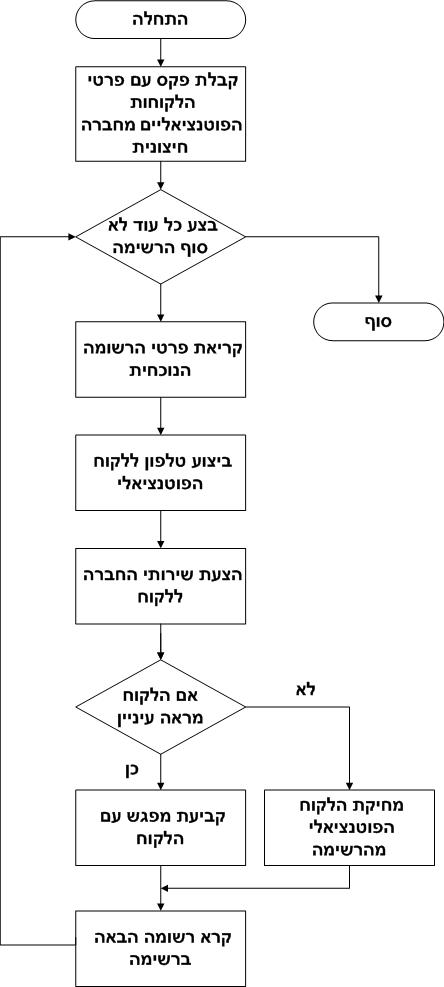 התחלה
קבלת פקס עם פרטי
הלקוחות
הפוטנציאליים מחברה
חיצונית
בצע כל עוד לא
סוף הרשימה
סוף
קריאת פרטי הרשומה
הנוכחית
ביצוע טלפון ללקוח
הפוטנציאלי
הצעת שירותי החברה
ללקוח
אם הלקוח
מראה עיניין
לא
כן
קביעת מפגש עם
הלקוח
מחיקת הלקוח
הפוטנציאלי
מהרשימה
קרא רשומה הבאה
ברשימה